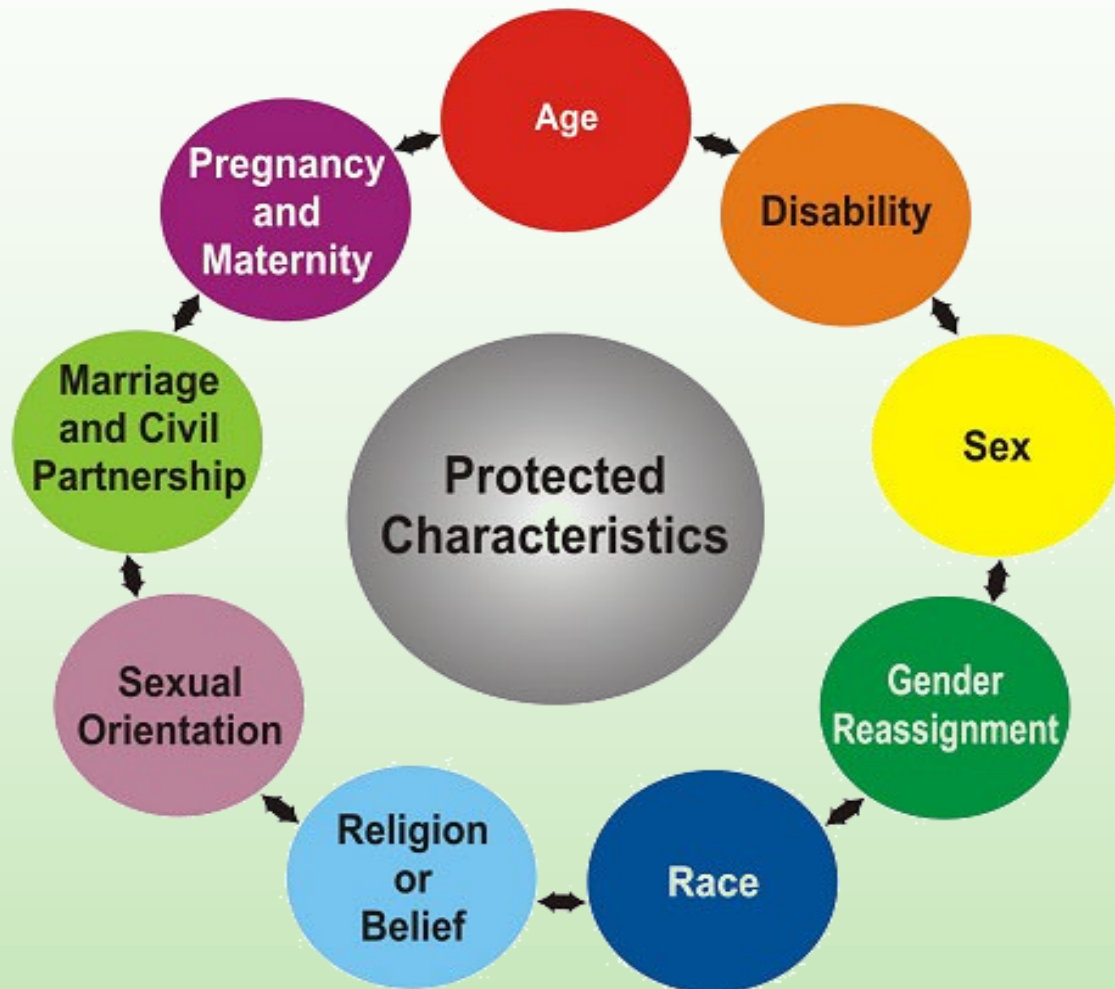 Protected
Characteristics
Age
Disability
Sex
Gender
Reassignment
Race
Religion
or
Belief
Sexual
Orientation
Marriage
and Civil
Partnership
Pregnancy
and
Maternity